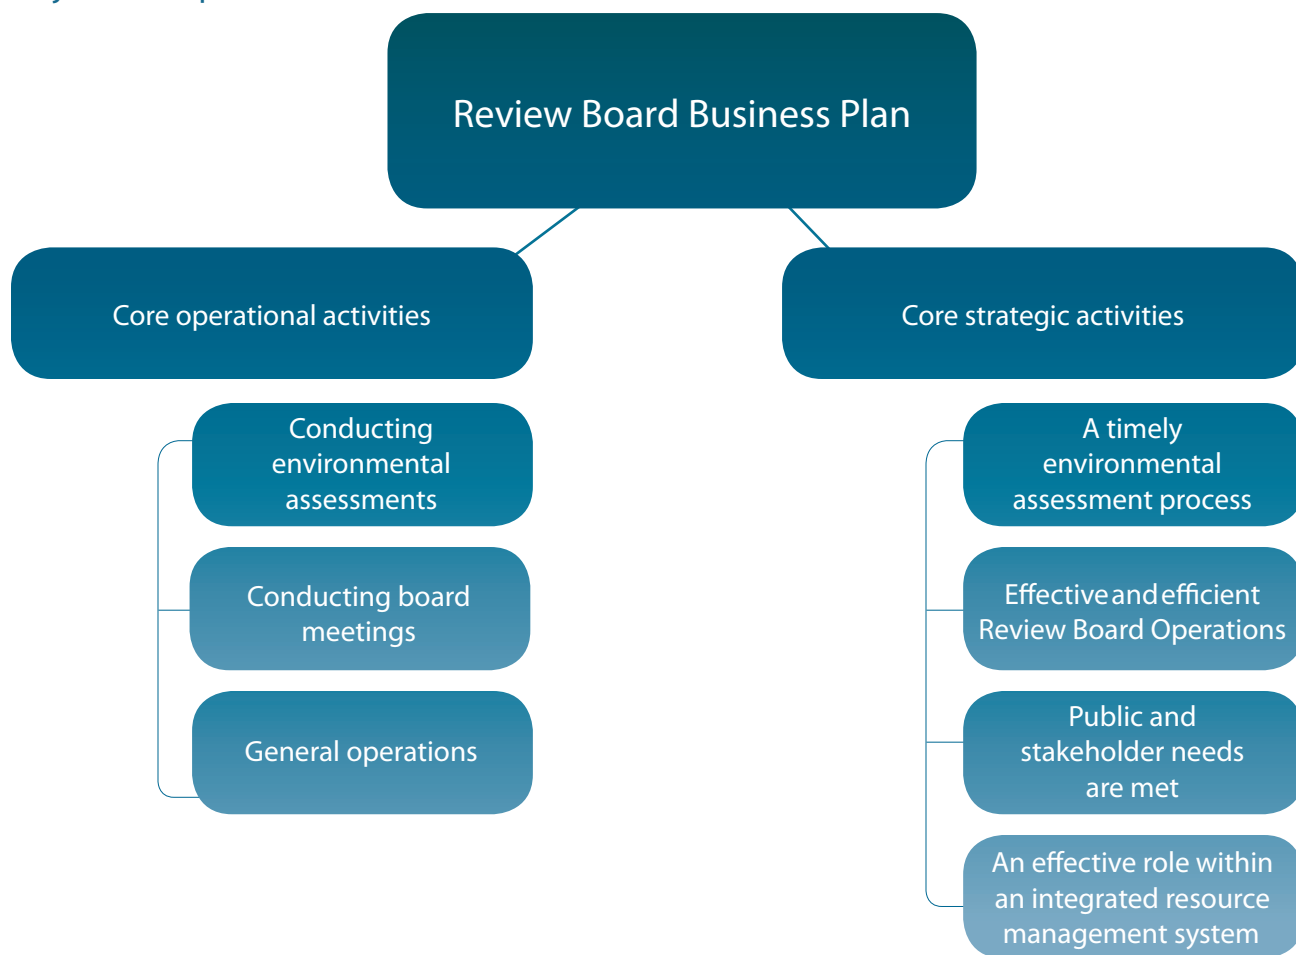 Review Board Business Plan
Core operational activities
Core strategic activities
Conducting
environmental
assessments
Conducting board
meetings
General operations
A timely
environmental
assessment process
Effective and efficient
Review Board Operations
Public and
stakeholder needs
are met
An effective role within
an integrated resource
management system